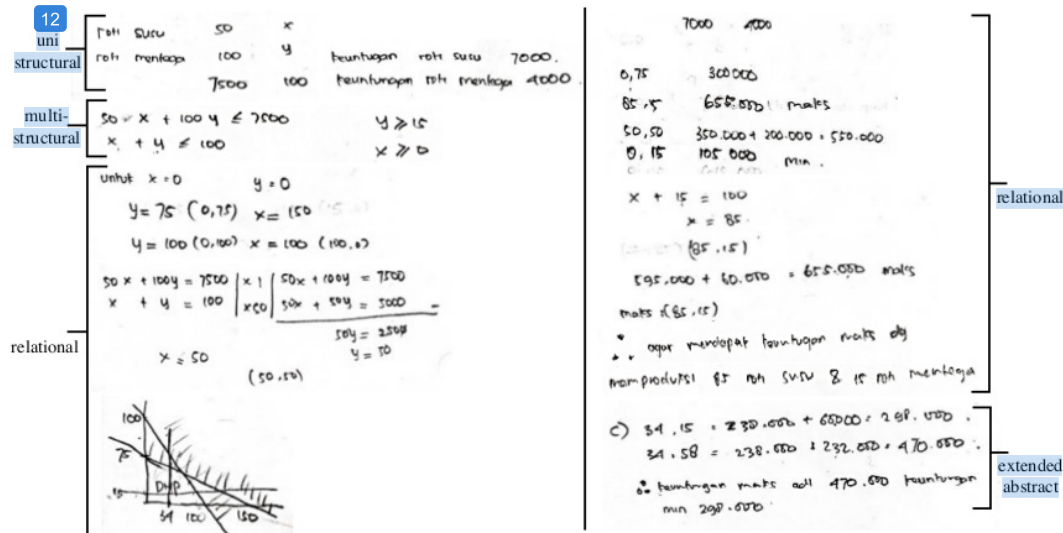 12
uni
structural
roti susu 50 x
roti mentega 100 y keuntungan roti susu 7000.
7500 100 keuntungan roti mentega 4000.
multi-
structural
50 x + 100 y ≤ 7500 y ≥ 15
x + y ≤ 100 x ≥ 0
relational
untuk x = 0 y = 0
y = 75 (0,75) x = 150
y = 100 (0,100) x = 100 (100,0)
50x + 100y = 7500 | x 1 | 50x + 100y = 7500
x + y = 100 | x50 | 50x + 50y = 5000 -
50y = 2500
y = 50
x = 50
(50,50)
100
75
15
DHP
34 100 150
7000 4000
0,75 300000
85,15 655.000 maks
50,50 350.000 + 200.000 = 550.000
0,15 105 000 min.
x + 15 = 100
x = 85
(85,15)
595.000 + 60.000 = 655.000 maks
maks = (85,15)
∴ agar mendapat keuntungan maks dg
memproduksi 85 roti susu & 15 roti mentega
relational
c) 34,15 = 238.000 + 60000 = 298.000.
34,58 = 238.000 + 232.000 = 470.000.
∴ keuntungan maks adl 470.000 keuntungan
min 298.000
extended
abstract